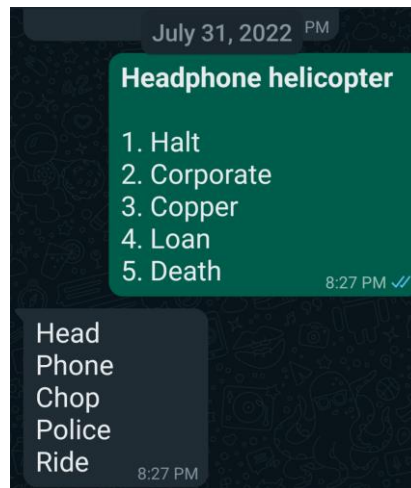 July 31, 2022 PM
Headphone helicopter
1. Halt
2. Corporate
3. Copper
4. Loan
5. Death
8:27 PM
Head
Phone
Chop
Police
Ride
8:27 PM